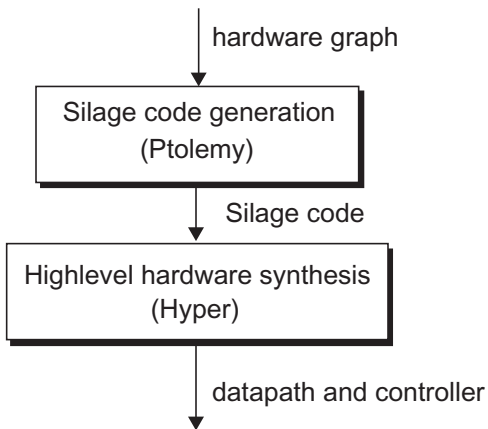 hardware graph
Silage code generation
(Ptolemy)
Silage code
Highlevel hardware synthesis
(Hyper)
datapath and controller